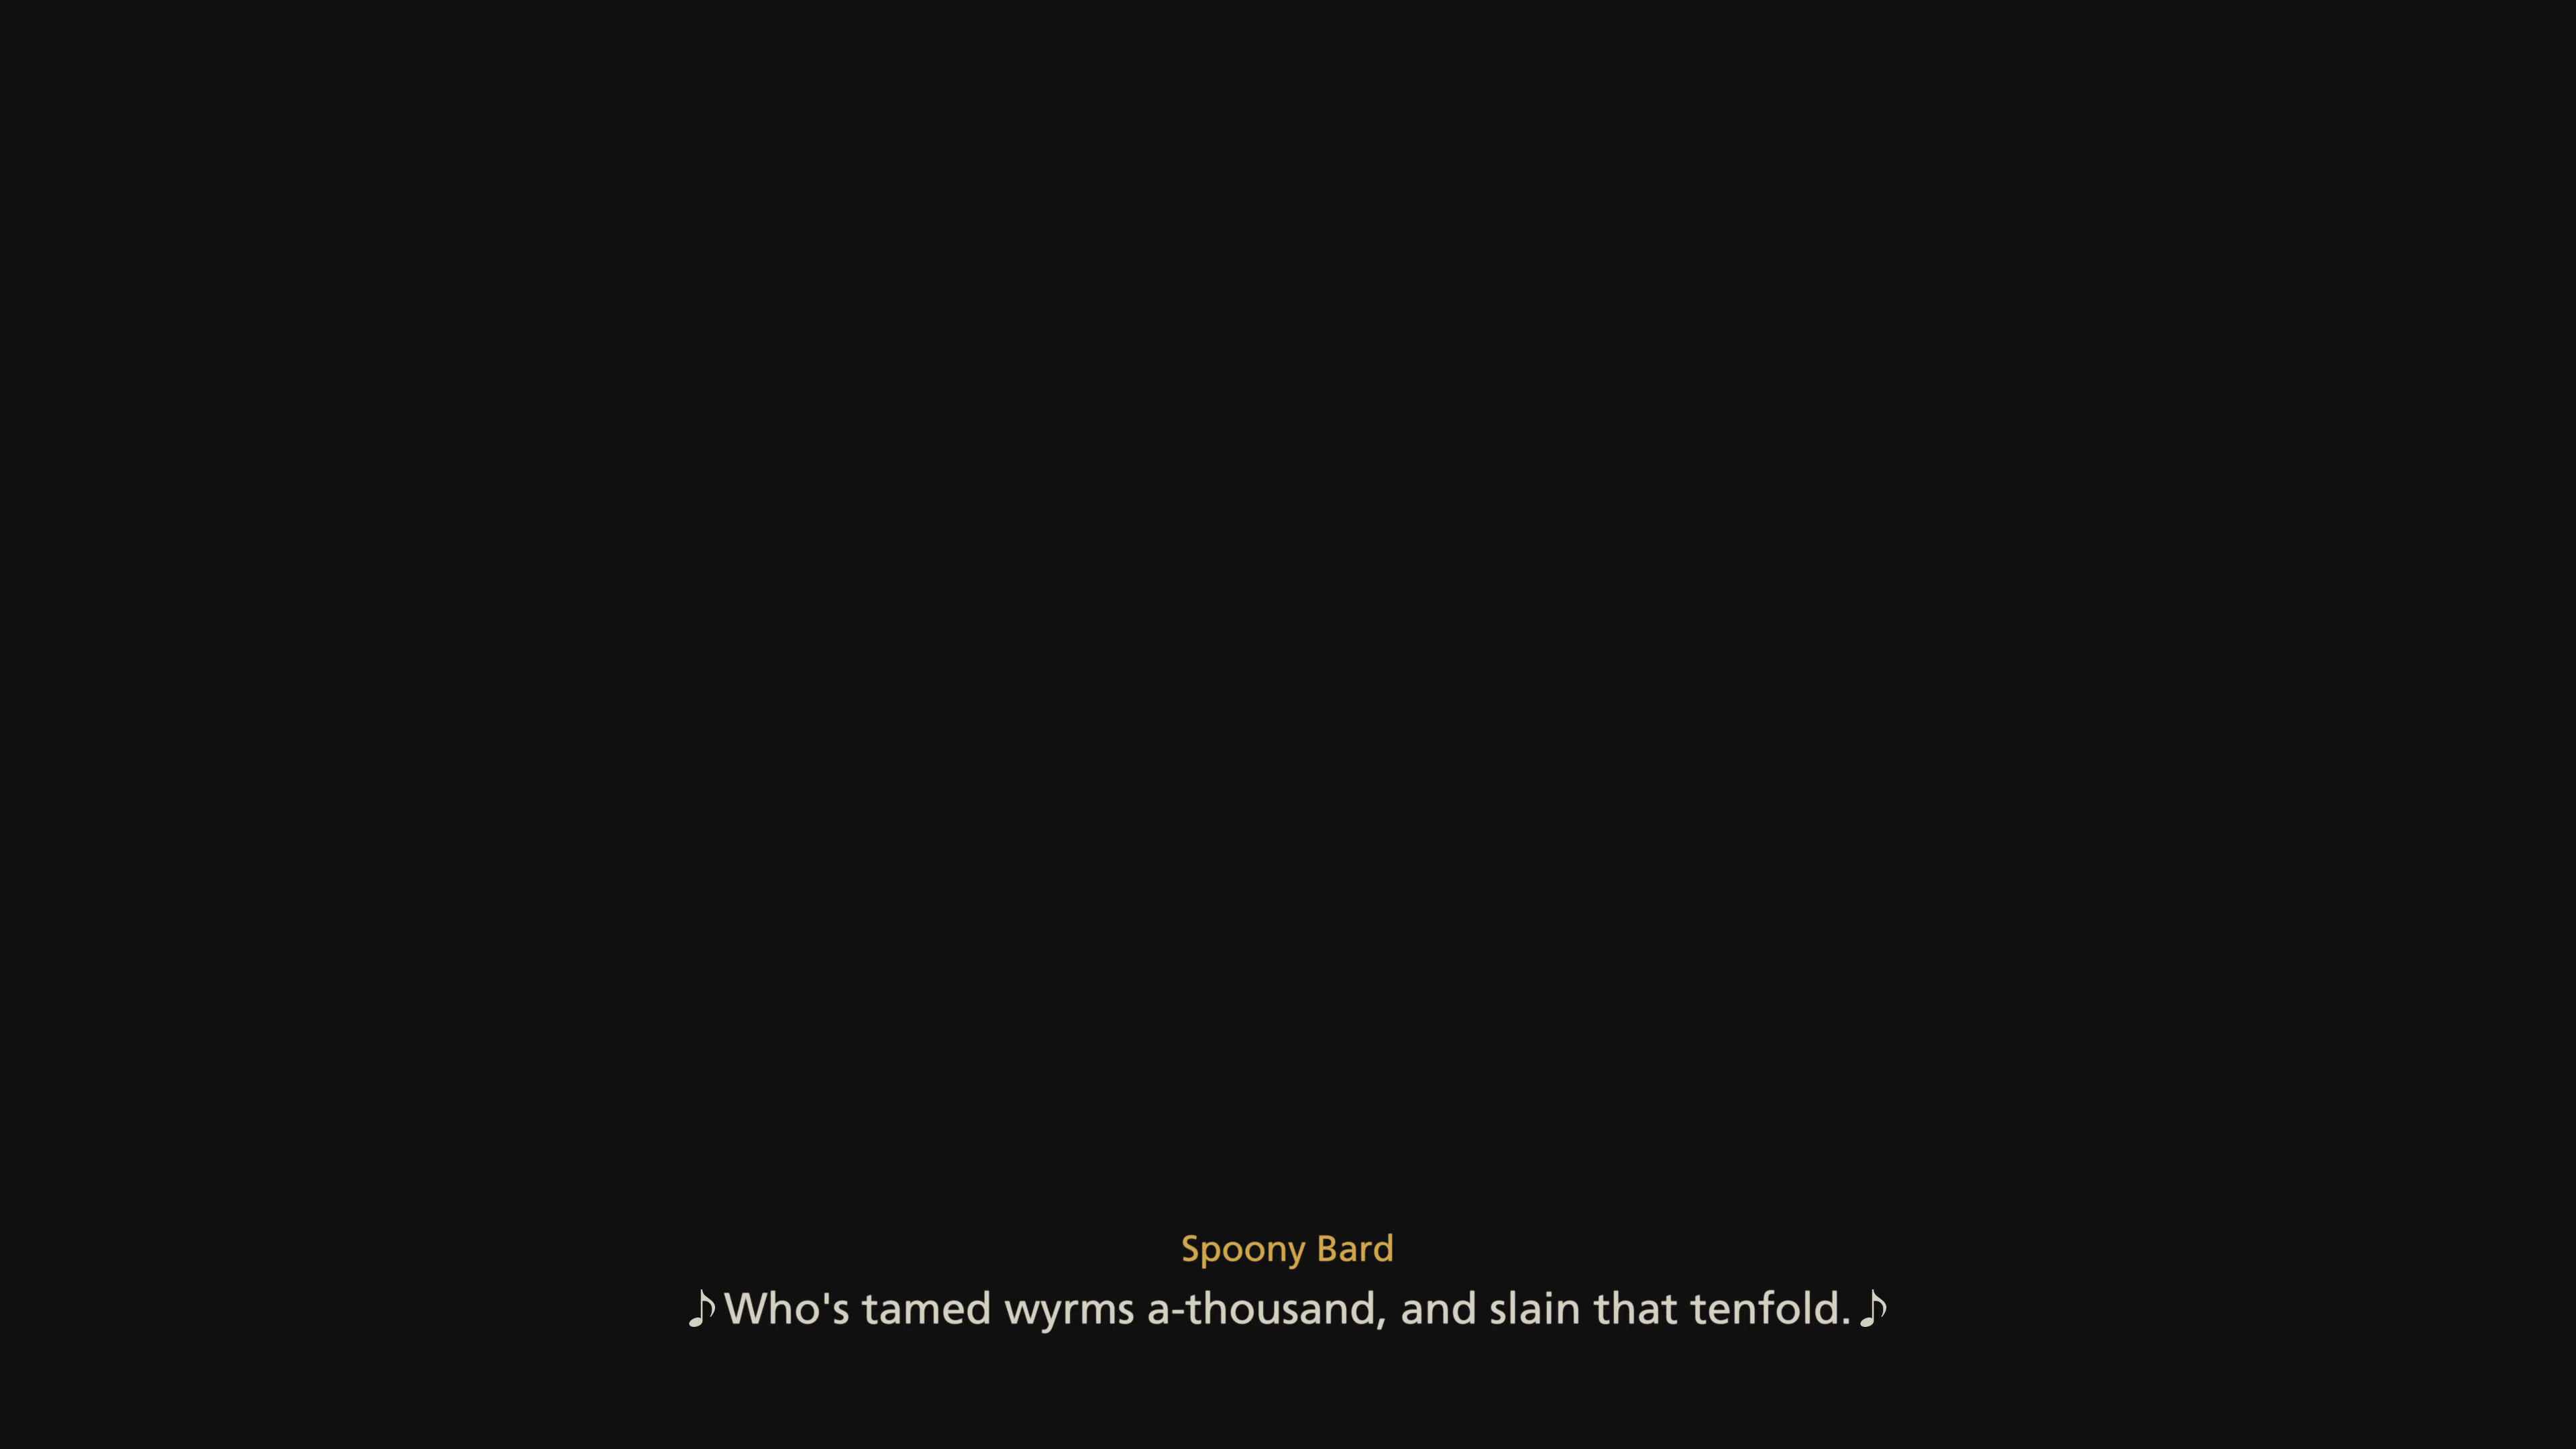 Spoony Bard
♪Who's tamed wyrms a-thousand, and slain that tenfold.♪